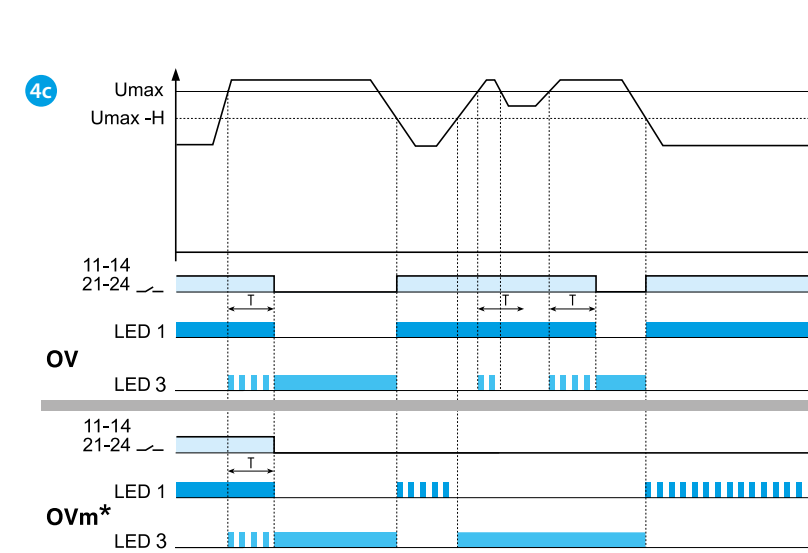 4c
Umax
Umax -H
11-14
21-24
T T T
LED 1
OV
LED 3
11-14
21-24
T
LED 1
OVm*
LED 3